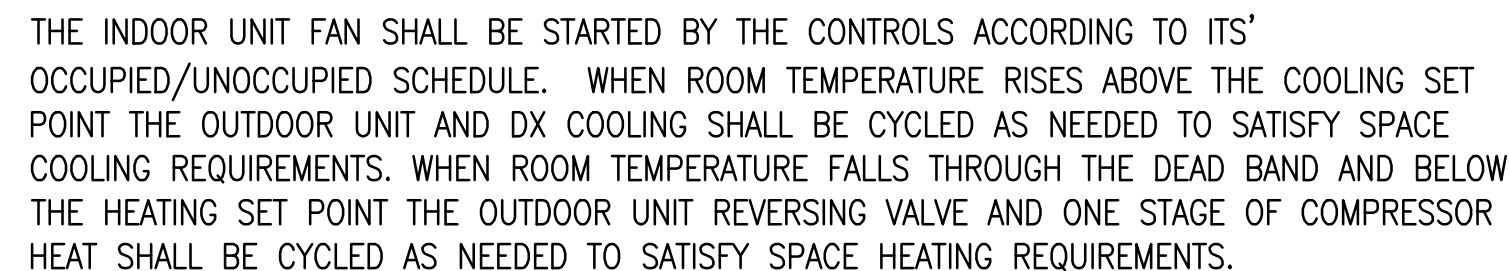 THE INDOOR UNIT FAN SHALL BE STARTED BY THE CONTROLS ACCORDING TO ITS'
OCCUPIED/UNOCCUPIED SCHEDULE. WHEN ROOM TEMPERATURE RISES ABOVE THE COOLING SET
POINT THE OUTDOOR UNIT AND DX COOLING SHALL BE CYCLED AS NEEDED TO SATISFY SPACE
COOLING REQUIREMENTS. WHEN ROOM TEMPERATURE FALLS THROUGH THE DEAD BAND AND BELOW
THE HEATING SET POINT THE OUTDOOR UNIT REVERSING VALVE AND ONE STAGE OF COMPRESSOR
HEAT SHALL BE CYCLED AS NEEDED TO SATISFY SPACE HEATING REQUIREMENTS.